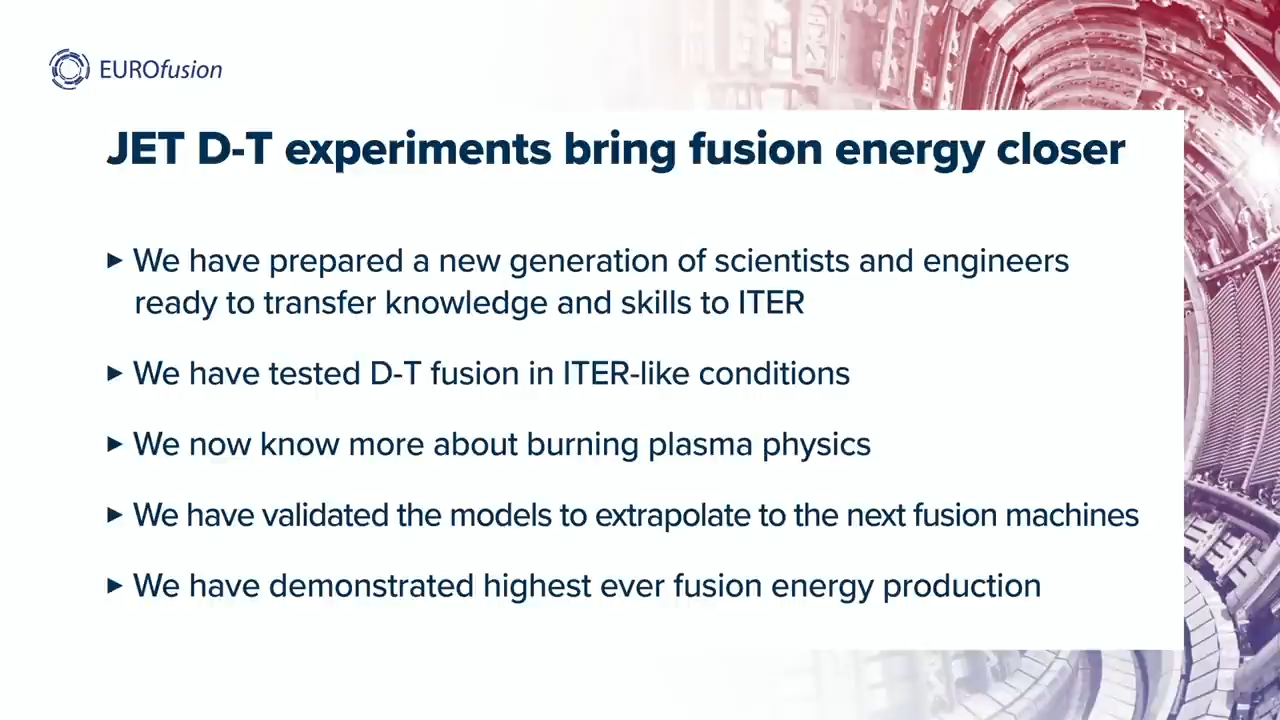 EUROfusion
JET D-T experiments bring fusion energy closer
▸ We have prepared a new generation of scientists and engineers
ready to transfer knowledge and skills to ITER
▸ We have tested D-T fusion in ITER-like conditions
▸ We now know more about burning plasma physics
▸ We have validated the models to extrapolate to the next fusion machines
▸ We have demonstrated highest ever fusion energy production